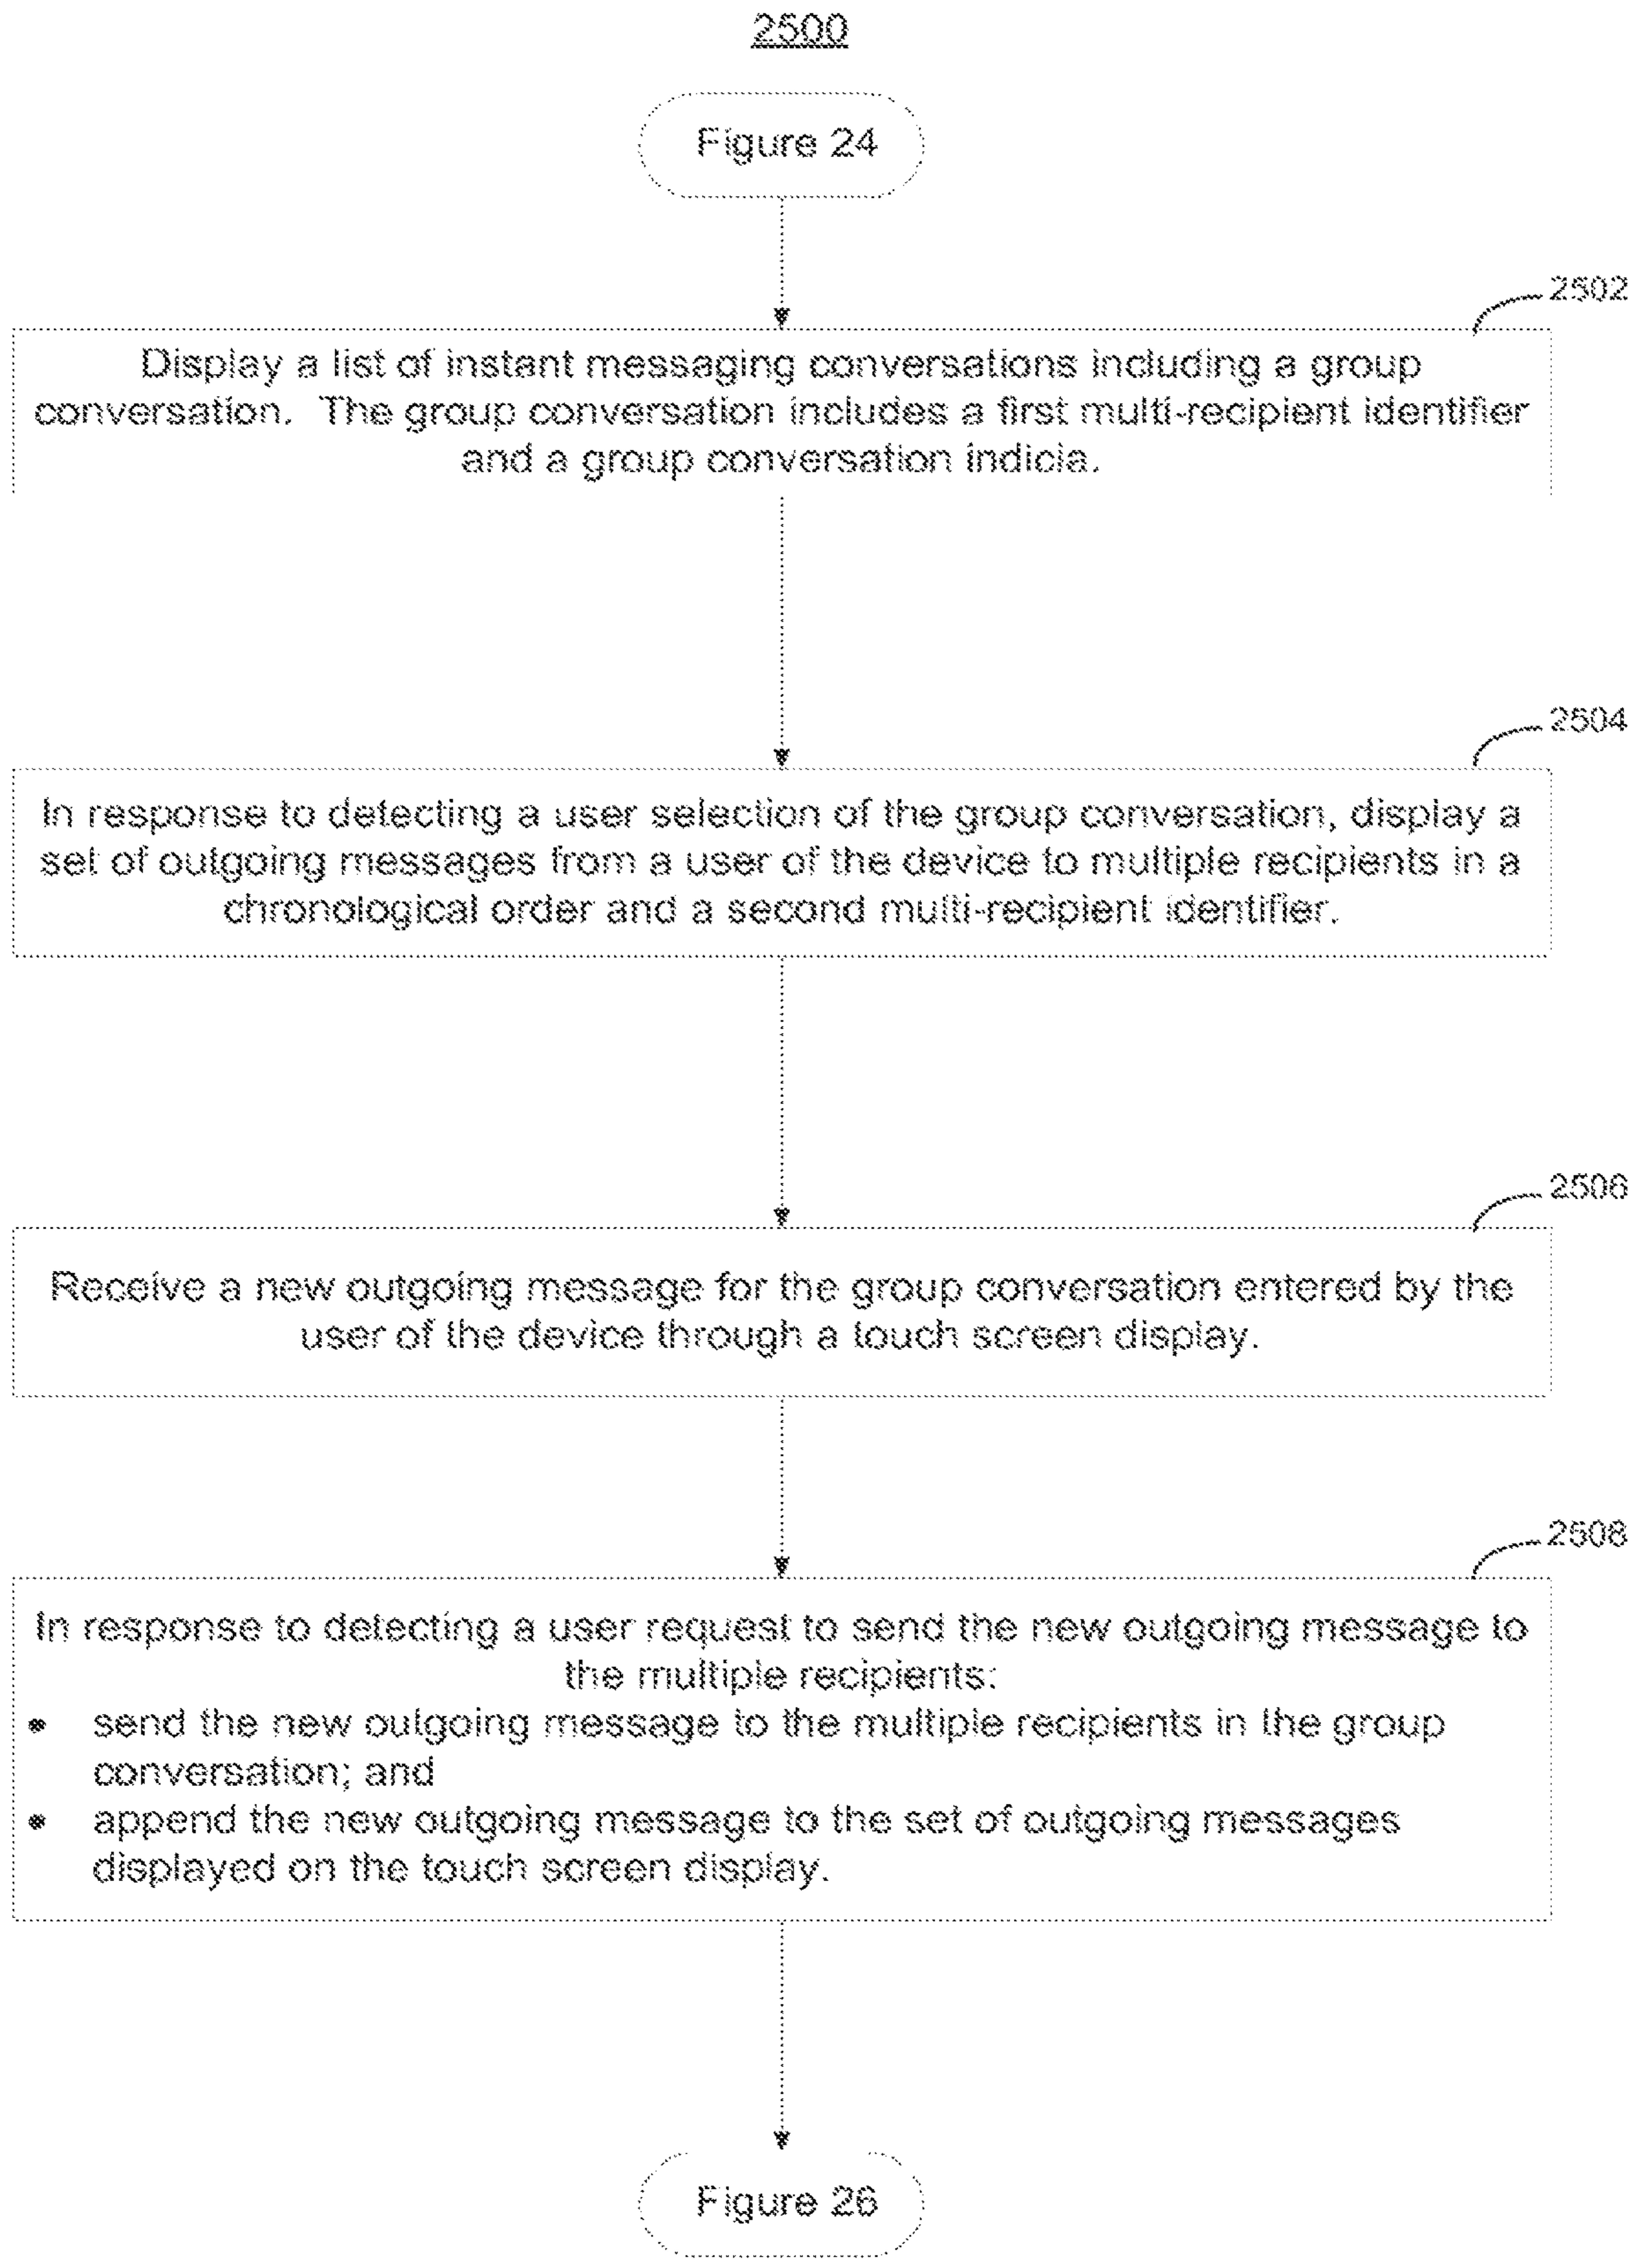 2500
Figure 24
2502
Display a list of instant messaging conversations including a group
conversation. The group conversation includes a first multi-recipient identifier
and a group conversation indicia.
2504
In response to detecting a user selection of the group conversation, display a
set of outgoing messages from a user of the device to multiple recipients in a
chronological order and a second multi-recipient identifier.
2506
Receive a new outgoing message for the group conversation entered by the
user of the device through a touch screen display.
2508
In response to detecting a user request to send the new outgoing message to
the multiple recipients:
• send the new outgoing message to the multiple recipients in the group
conversation; and
• append the new outgoing message to the set of outgoing messages
displayed on the touch screen display.
Figure 26